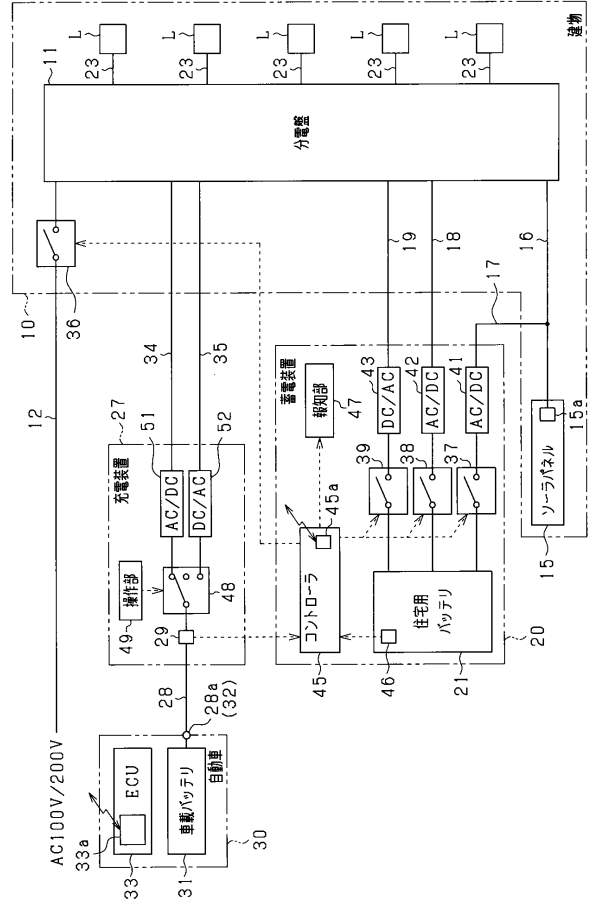 AC100V/200V
12
10
36
11
23
L
23
L
23
L
23
L
23
L
建物
分電盤
34
35
19
18
16
17
充電装置
27
51
AC/DC
52
DC/AC
操作部
49
48
29
28
28a
(32)
自動車
30
ECU
33a
33
車載バッテリ
31
蓄電装置
報知部
47
43
DC/AC
42
AC/DC
41
AC/DC
39
38
37
45a
コントローラ
45
46
住宅用
バッテリ
21
20
15a
ソーラパネル
15